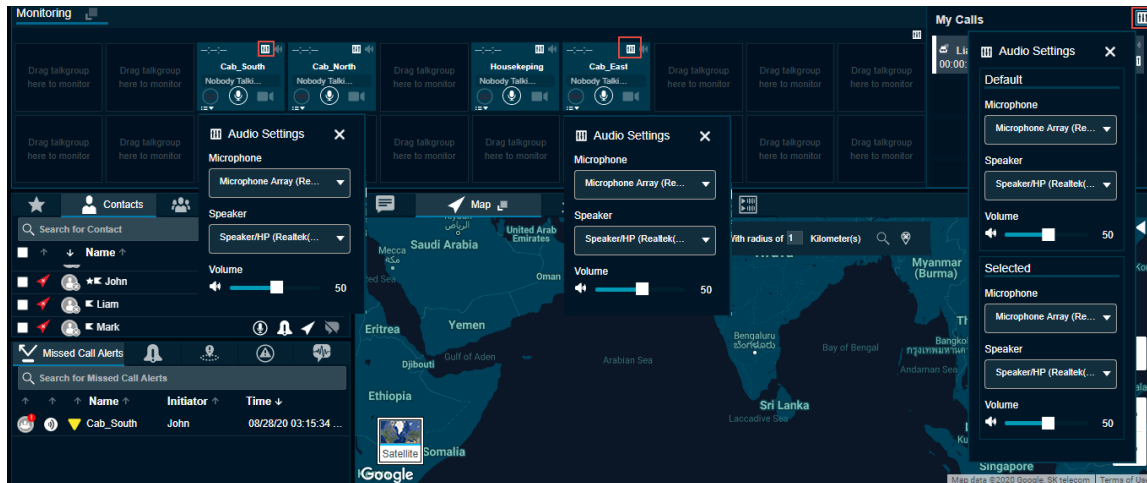 Monitoring
My Calls
--:--:--
Cab_South
Nobody Talki...
--:--:--
Cab_North
Nobody Talki...
--:--:--
Housekeping
Nobody Talki...
--:--:--
Cab_East
Nobody Talki...
Drag talkgroup
here to monitor
Drag talkgroup
here to monitor
Drag talkgroup
here to monitor
Drag talkgroup
here to monitor
Drag talkgroup
here to monitor
Drag talkgroup
here to monitor
Drag talkgroup
here to monitor
Drag talkgroup
here to monitor
Drag talkgroup
here to monitor
Drag talkgroup
here to monitor
Drag talkgroup
here to monitor
Drag talkgroup
here to monitor
00:00:
Audio Settings
Microphone
Microphone Array (Re...
Speaker
Speaker/HP (Realtek(...
Volume
50
Audio Settings
Microphone
Microphone Array (Re...
Speaker
Speaker/HP (Realtek(...
Volume
50
Audio Settings
Default
Microphone
Microphone Array (Re...
Speaker
Speaker/HP (Realtek(...
Volume
50
Selected
Microphone
Microphone Array (Re...
Speaker
Speaker/HP (Realtek(...
Volume
50
Contacts
Search for Contact
Name
John
Liam
Mark
Missed Call Alerts
Search for Missed Call Alerts
Name Initiator Time
Cab_South John 08/28/20 03:15:34 ...
Map
With radius of 1 Kilometer(s)
الرياض
United Arab
Emirates
Mecca
مكة
Saudi Arabia
Oman
Red Sea
Eritrea
Yemen
Gulf of Aden
Djibouti
Ethiopia
Somalia
Arabian Sea
Bengaluru
ಬೆಂಗಳೂರು
Bay of Bengal
Myanmar
(Burma)
Andaman Sea
Sri Lanka
Laccadive Sea
Singapore
Satellite
Google
Map data ©2020 Google, SK telecom
Terms of